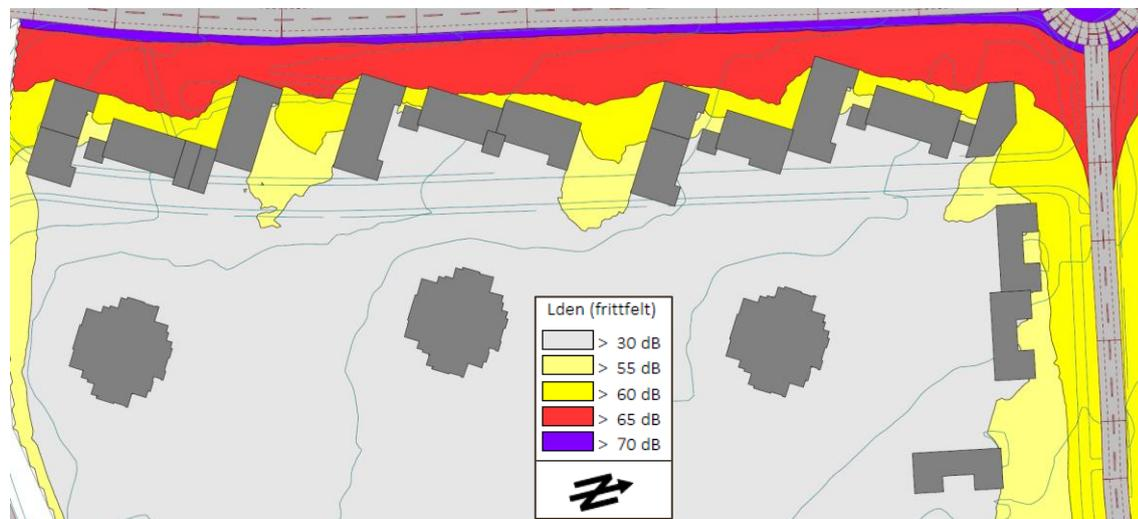 Lden (frittfelt)
> 30 dB
> 55 dB
> 60 dB
> 65 dB
> 70 dB